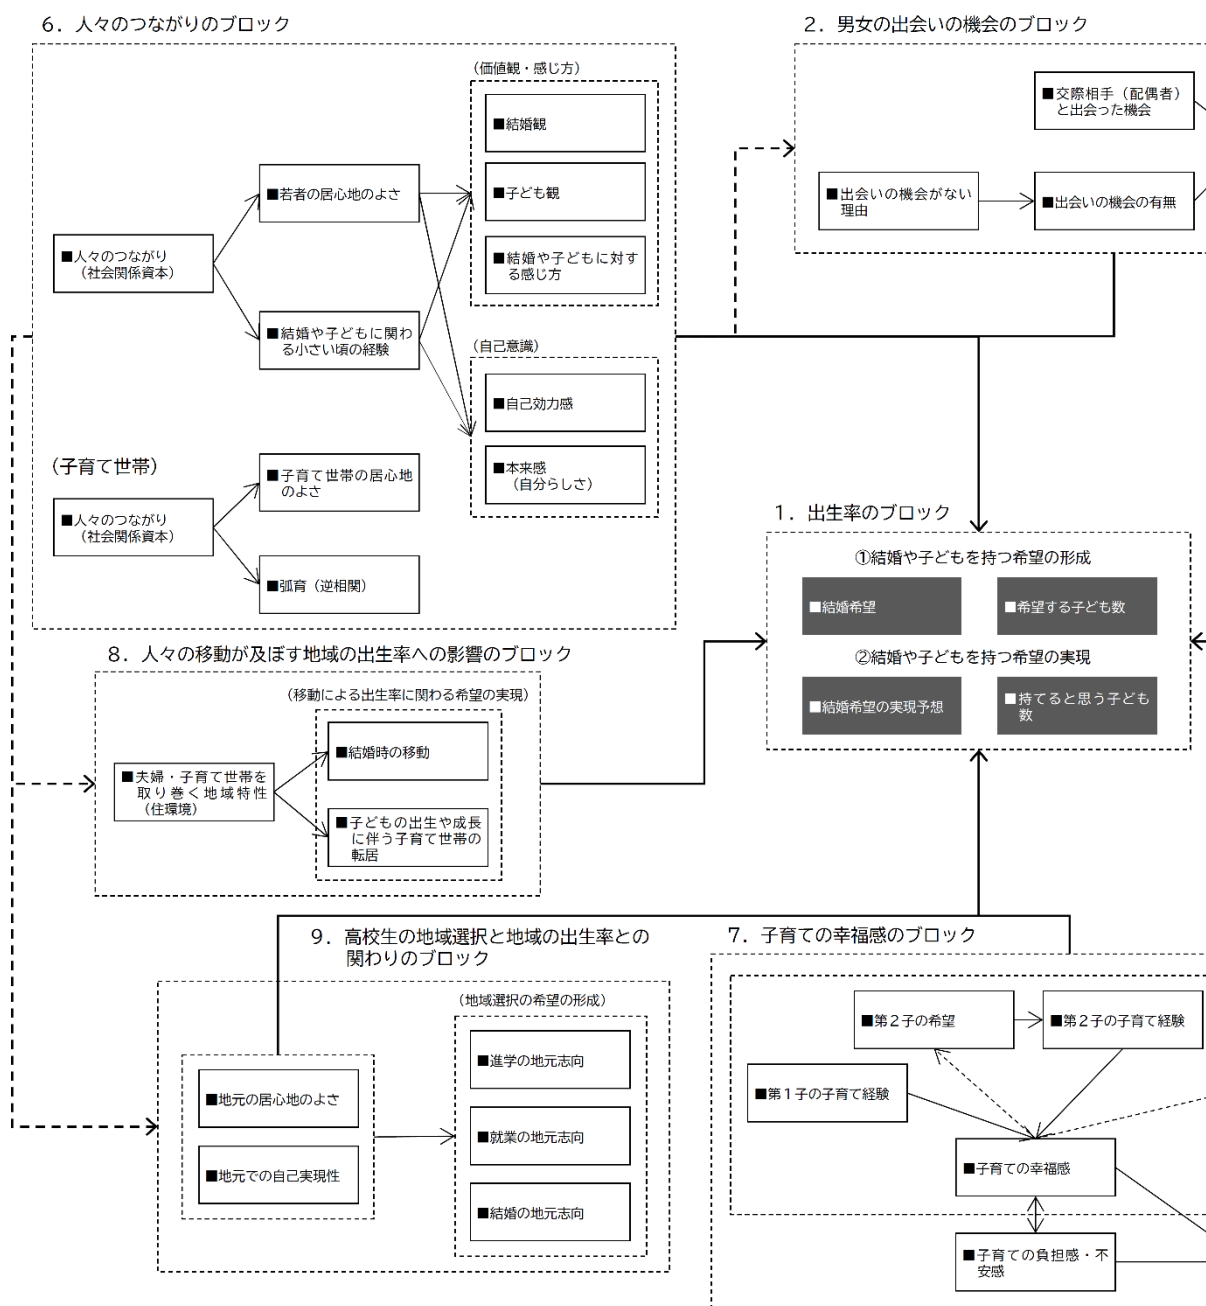 6．人々のつながりのブロック
（価値観・感じ方）
■結婚観
■若者の居心地のよさ
■子ども観
■人々のつながり
（社会関係資本）
■結婚や子どもに対す
る感じ方
■結婚や子どもに関わ
る小さい頃の経験
（自己意識）
■自己効力感
■本来感
（自分らしさ）
（子育て世帯）
■子育て世帯の居心地
のよさ
■人々のつながり
（社会関係資本）
■弧育（逆相関）
2．男女の出会いの機会のブロック
■交際相手（配偶者）
と出会った機会
■出会いの機会がない
理由
■出会いの機会の有無
1．出生率のブロック
①結婚や子どもを持つ希望の形成
■結婚希望
■希望する子ども数
②結婚や子どもを持つ希望の実現
■結婚希望の実現予想
■持てると思う子ども
数
8．人々の移動が及ぼす地域の出生率への影響のブロック
（移動による出生率に関わる希望の実現）
■結婚時の移動
■夫婦・子育て世帯を
取り巻く地域特性
（住環境）
■子どもの出生や成長
に伴う子育て世帯の
転居
9．高校生の地域選択と地域の出生率との
関わりのブロック
（地域選択の希望の形成）
■進学の地元志向
■地元の居心地のよさ
■就業の地元志向
■地元での自己実現性
■結婚の地元志向
7．子育ての幸福感のブロック
■第２子の希望
■第２子の子育て経験
■第１子の子育て経験
■子育ての幸福感
■子育ての負担感・不
安感